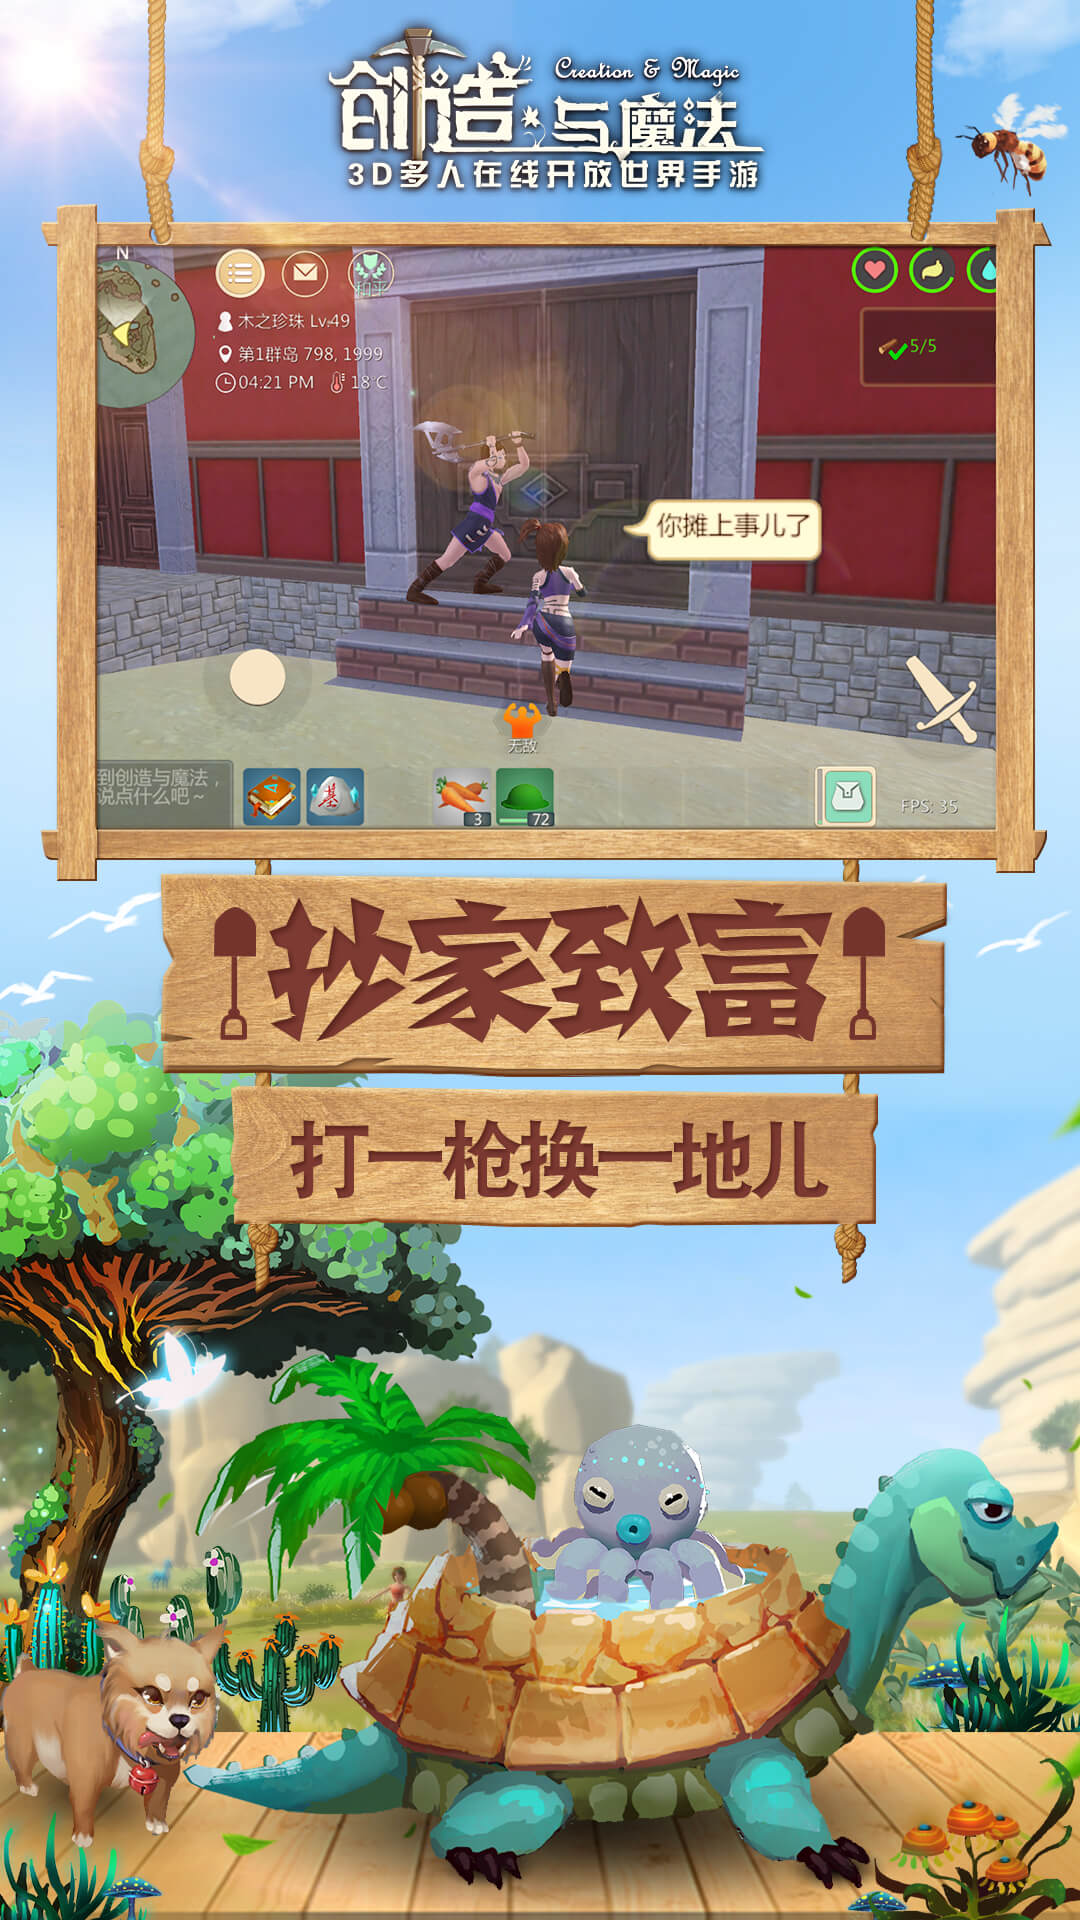 Creation & Magic
创造与魔法
3D多人在线开放世界手游
N
和平
木之珍珠 Lv.49
第1群岛 798, 1999
04:21 PM 18°C
5/5
你摊上事儿了
无敌
到创造与魔法，
说点什么吧~
基
3
72
FPS: 35
抄家致富
打一枪换一地儿